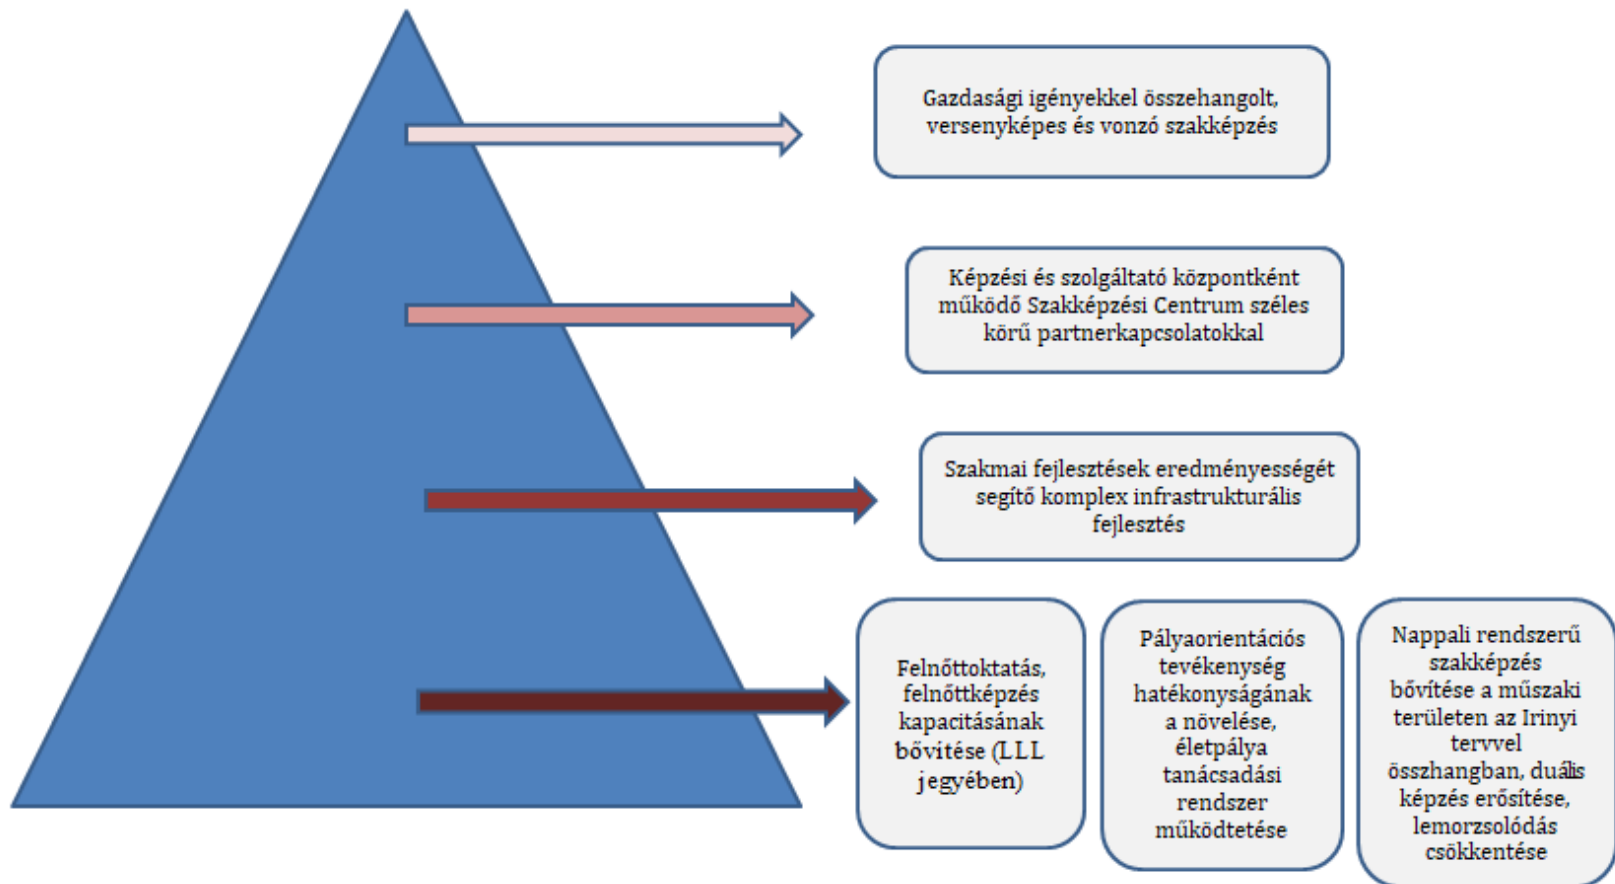 Gazdasági igényekkel összehangolt,
versenyképes és vonzó szakképzés
Képzési és szolgáltató központként
működő Szakképzési Centrum széles
körű partnerkapcsolatokkal
Szakmai fejlesztések eredményességét
segítő komplex infrastrukturális
fejlesztés
Felnőttoktatás,
felnőttképzés
kapacitásának
bővítése (LLL
jegyében)
Pályaorientációs
tevékenység
hatékonyságának
a növelése,
életpálya
tanácsadási
rendszer
működtetése
Nappali rendszerű
szakképzés
bővítése a műszaki
területen az Irinyi
tervvel
összhangban, duális
képzés erősítése,
lemorzsolódás
csökkentése